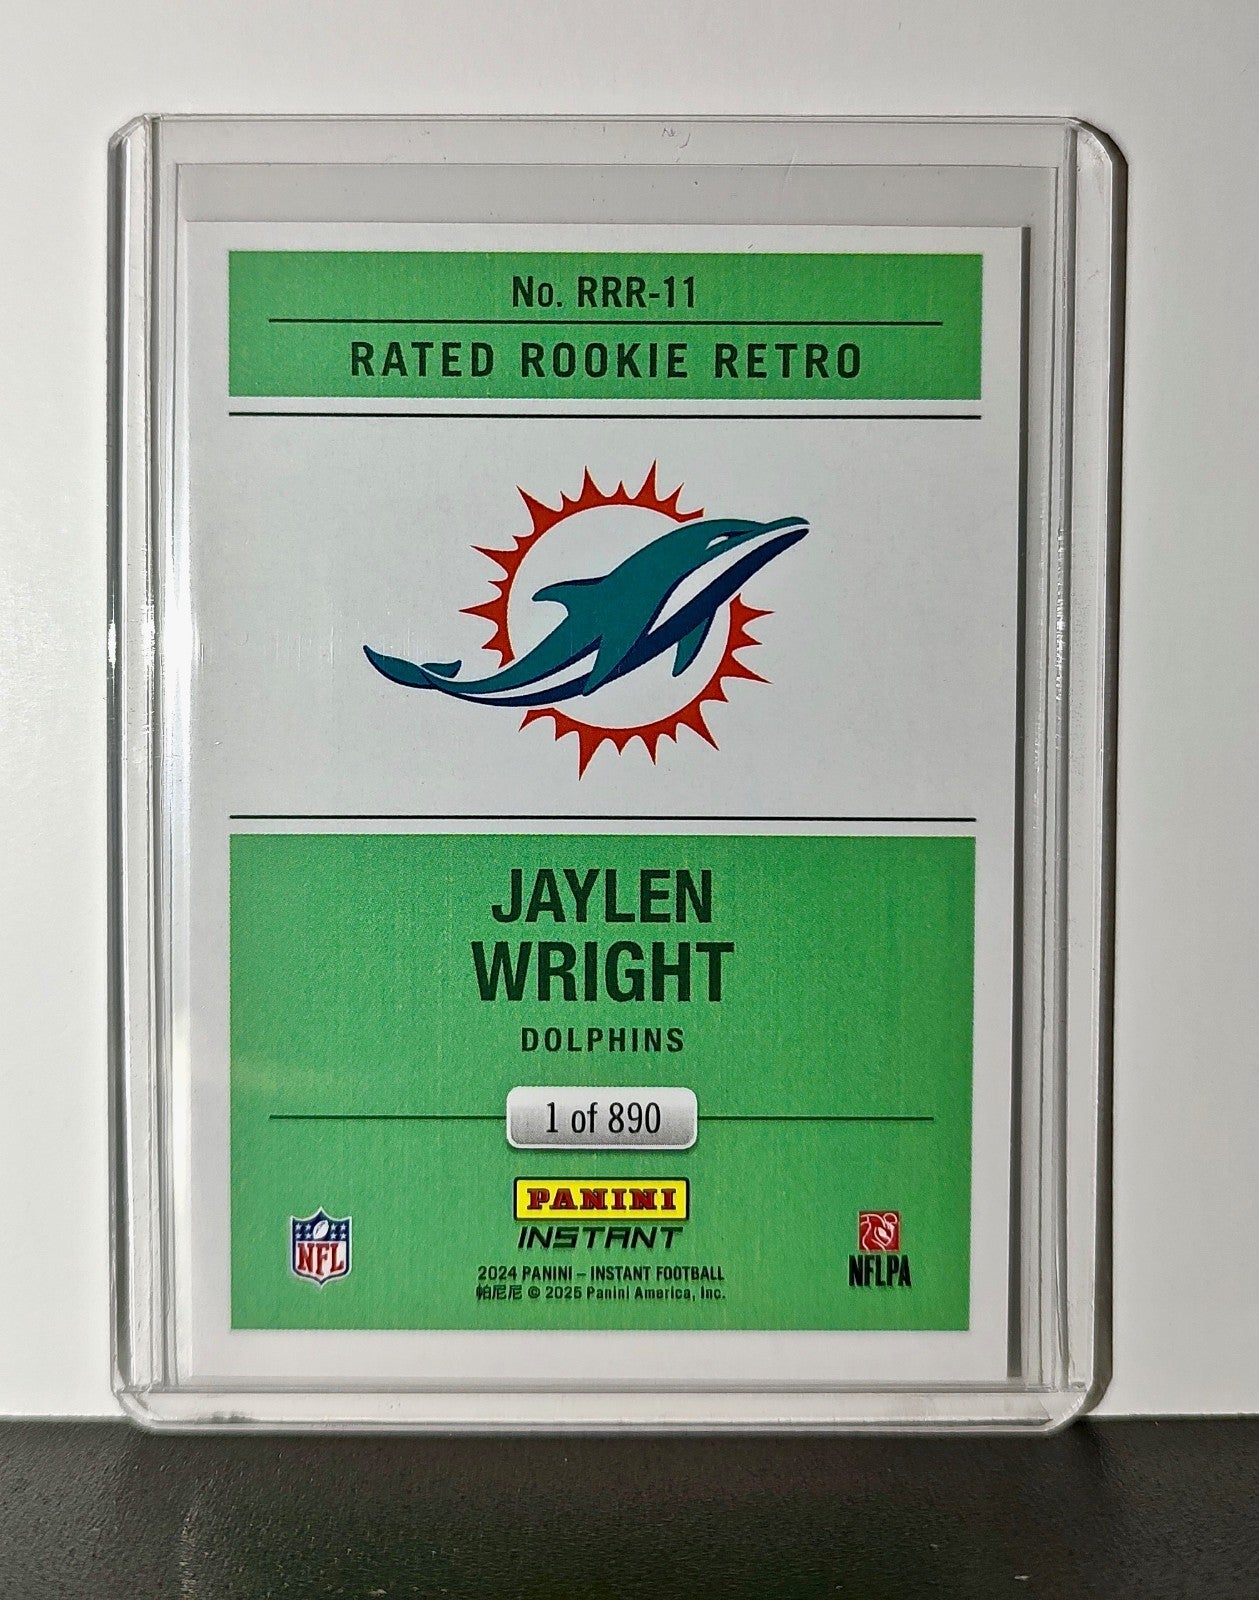 No. RRR-11
RATED ROOKIE RETRO
JAYLEN
WRIGHT
DOLPHINS
1 of 890
PANINI
INSTANT
NFL
NFLPA
2024 PANINI – INSTANT FOOTBALL
帕尼尼 © 2025 Panini America, Inc.